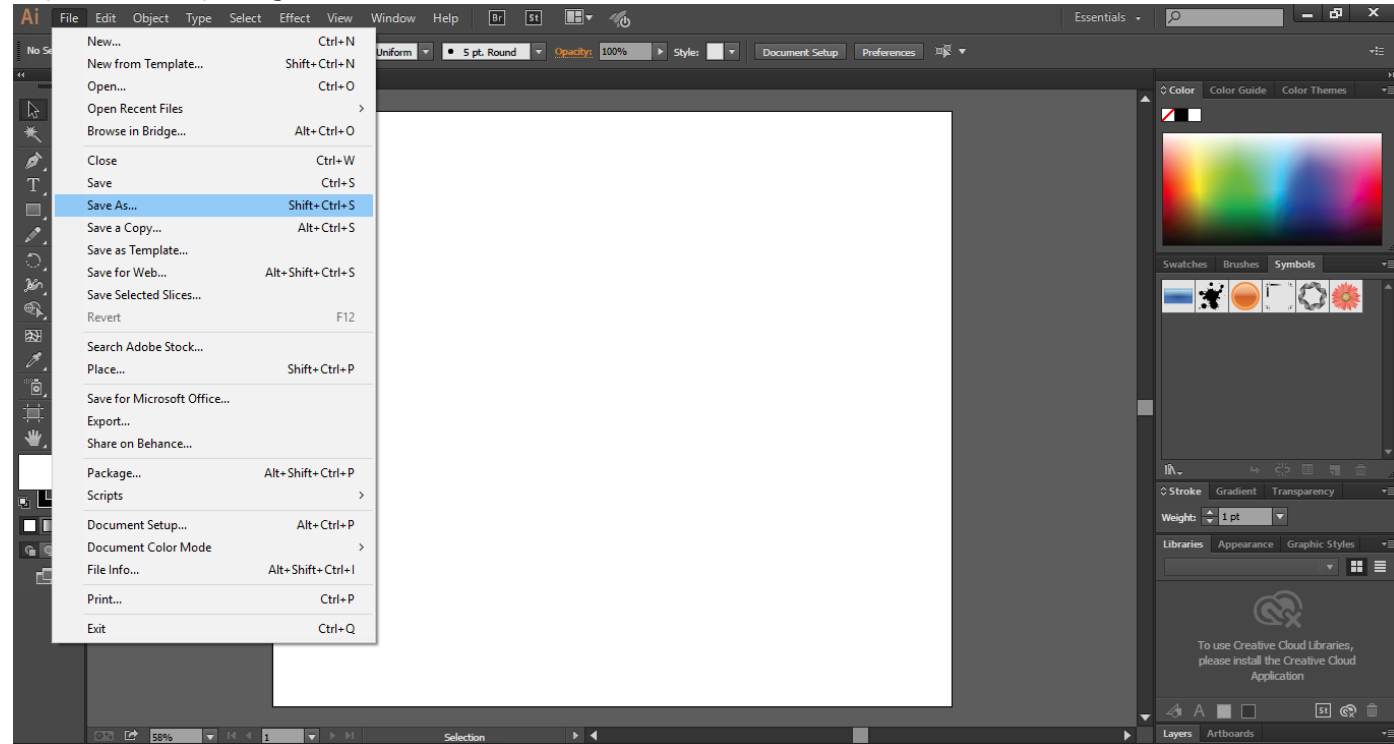 Ai File Edit Object Type Select Effect View Window Help Br St Essentials
No Se Uniform 5 pt. Round Opacity: 100% Style: Document Setup Preferences
New... Ctrl+N
New from Template... Shift+Ctrl+N
Open... Ctrl+O
Open Recent Files
Browse in Bridge... Alt+Ctrl+O
Close Ctrl+W
Save Ctrl+S
Save As... Shift+Ctrl+S
Save a Copy... Alt+Ctrl+S
Save as Template...
Save for Web... Alt+Shift+Ctrl+S
Save Selected Slices...
Revert F12
Search Adobe Stock...
Place... Shift+Ctrl+P
Save for Microsoft Office...
Export...
Share on Behance...
Package... Alt+Shift+Ctrl+P
Scripts
Document Setup... Alt+Ctrl+P
Document Color Mode
File Info... Alt+Shift+Ctrl+I
Print... Ctrl+P
Exit Ctrl+Q
Color Color Guide Color Themes
Swatches Brushes Symbols
Stroke Gradient Transparency
Weight: 1 pt
Libraries Appearance Graphic Styles
To use Creative Cloud Libraries,
please install the Creative Cloud
Application
St
Layers Artboards
58% 1 Selection